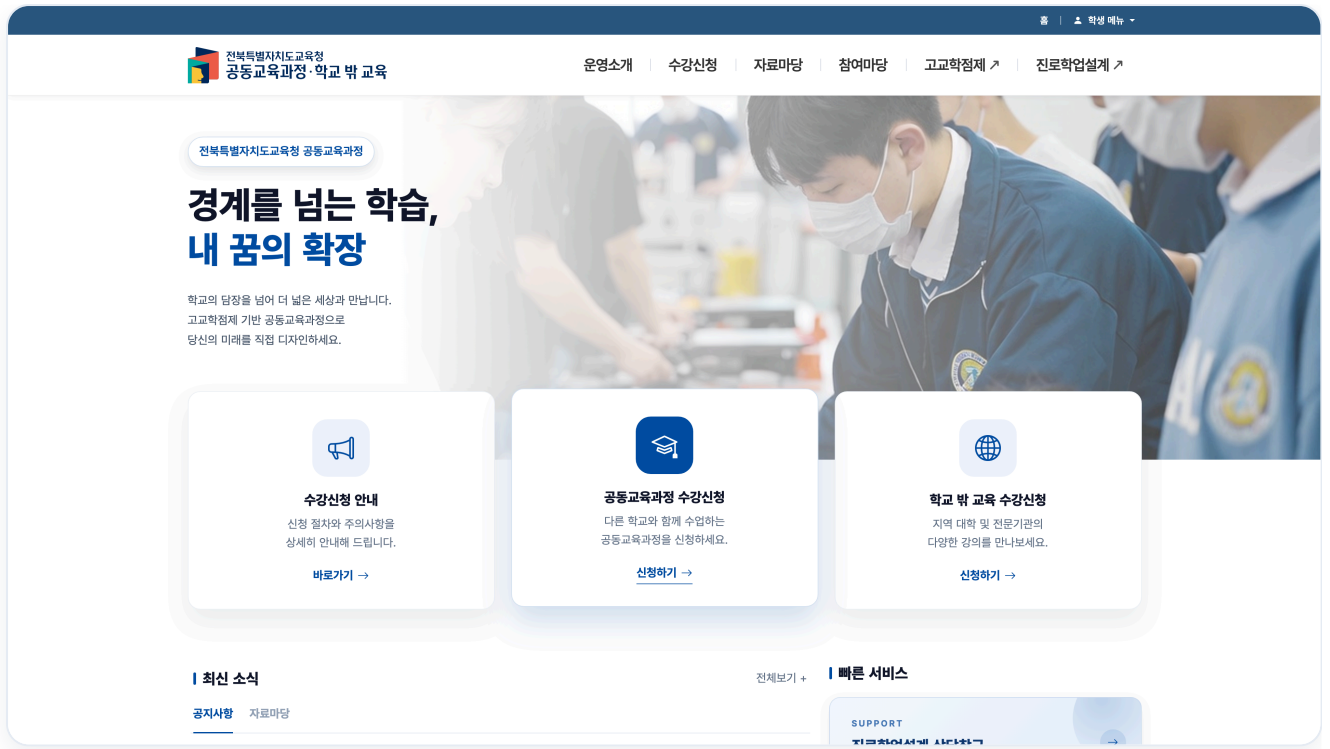 홈
학생 메뉴
전북특별자치도교육청
공동교육과정·학교 밖 교육
운영소개
수강신청
자료마당
참여마당
고교학점제 ↗
진로학업설계 ↗
전북특별자치도교육청 공동교육과정
경계를 넘는 학습,
내 꿈의 확장
학교의 담장을 넘어 더 넓은 세상과 만납니다.
고교학점제 기반 공동교육과정으로
당신의 미래를 직접 디자인하세요.
수강신청 안내
신청 절차와 주의사항을
상세히 안내해 드립니다.
바로가기 →
공동교육과정 수강신청
다른 학교와 함께 수업하는
공동교육과정을 신청하세요.
신청하기 →
학교 밖 교육 수강신청
지역 대학 및 전문기관의
다양한 강의를 만나보세요.
신청하기 →
최신 소식
전체보기 +
공지사항
자료마당
빠른 서비스
SUPPORT